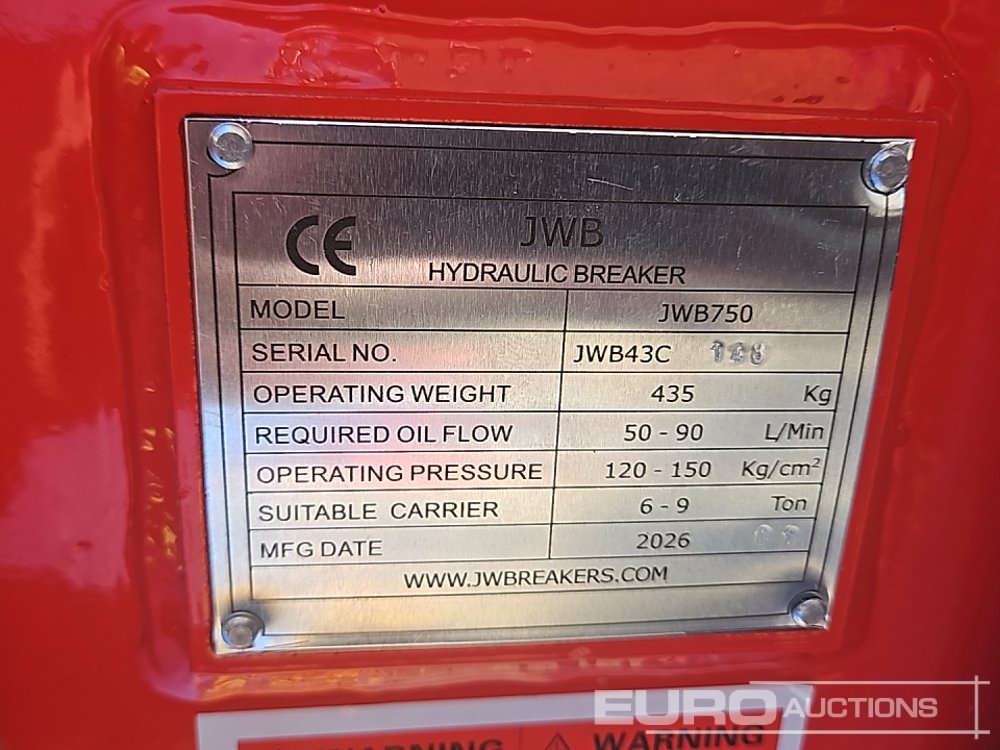 CE JWB
HYDRAULIC BREAKER
MODEL JWB750
SERIAL NO. JWB43C
OPERATING WEIGHT 435 Kg
REQUIRED OIL FLOW 50 - 90 L/Min
OPERATING PRESSURE 120 - 150 Kg/cm²
SUITABLE CARRIER 6 - 9 Ton
MFG DATE 2026
WWW.JWBREAKERS.COM
WARNING WARNING
EURO AUCTIONS